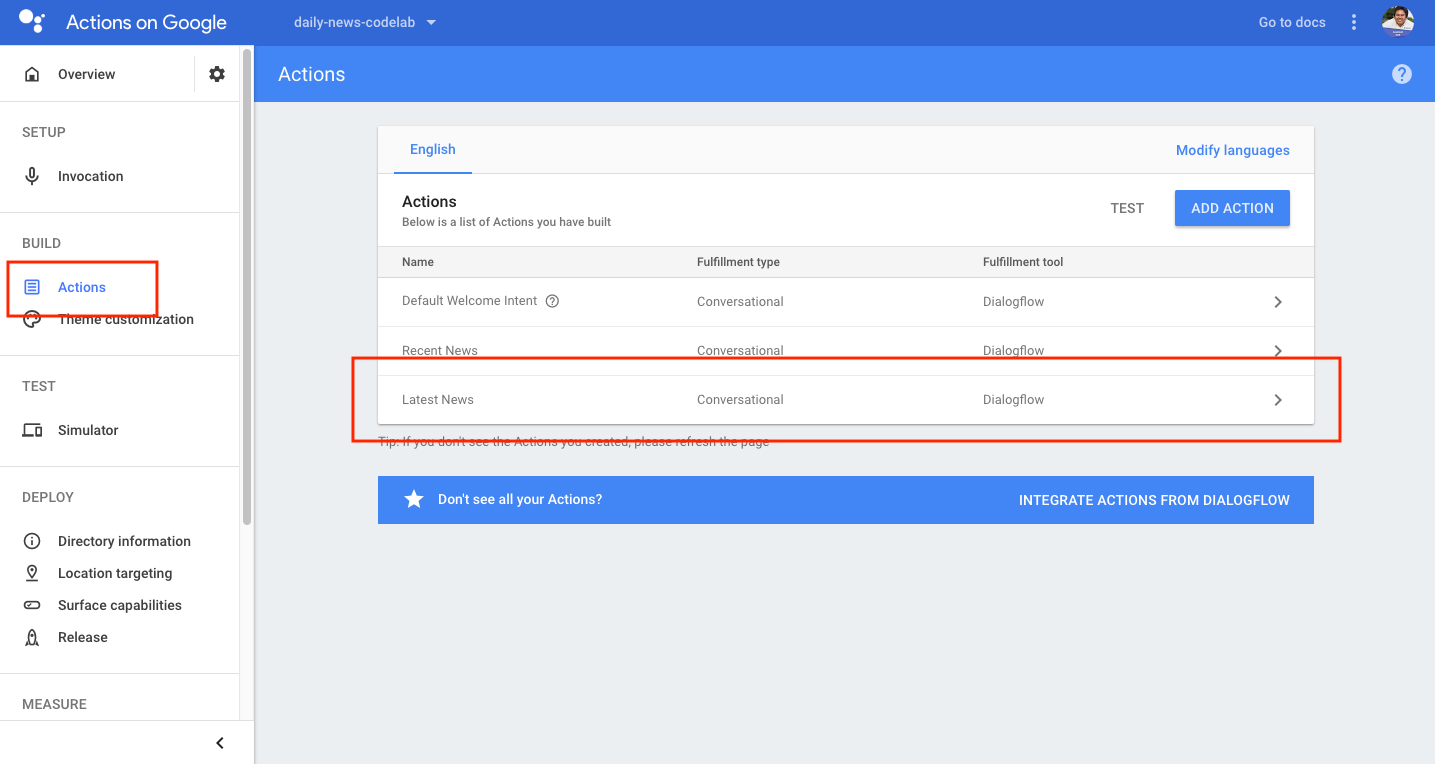 Actions on Google
daily-news-codelab
Go to docs
Overview
Actions
SETUP
Invocation
BUILD
Actions
Theme customization
TEST
Simulator
DEPLOY
Directory information
Location targeting
Surface capabilities
Release
MEASURE
English
Modify languages
Actions
Below is a list of Actions you have built
TEST
ADD ACTION
Name Fulfillment type Fulfillment tool
Default Welcome Intent ? Conversational Dialogflow
Recent News Conversational Dialogflow
Latest News Conversational Dialogflow
Tip: If you don't see the Actions you created, please refresh the page
Don't see all your Actions?
INTEGRATE ACTIONS FROM DIALOGFLOW